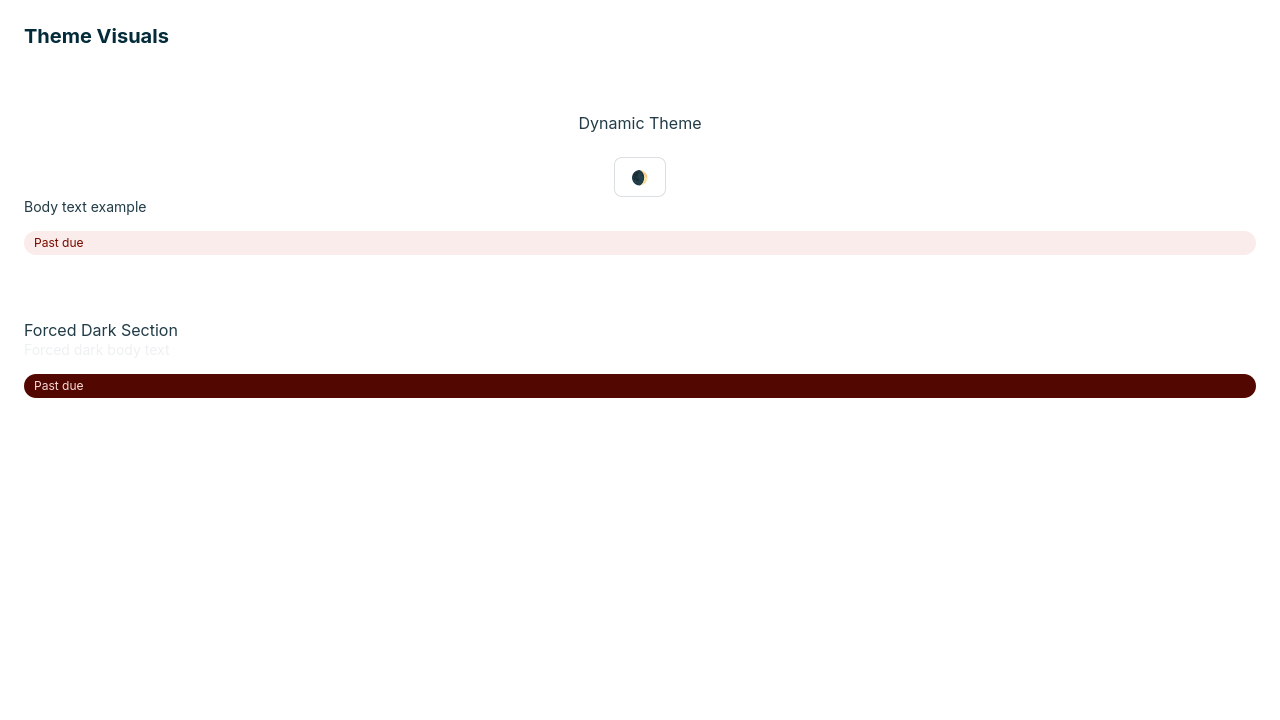 Theme Visuals
Dynamic Theme
Body text example
Past due
Forced Dark Section
Forced dark body text
Past due